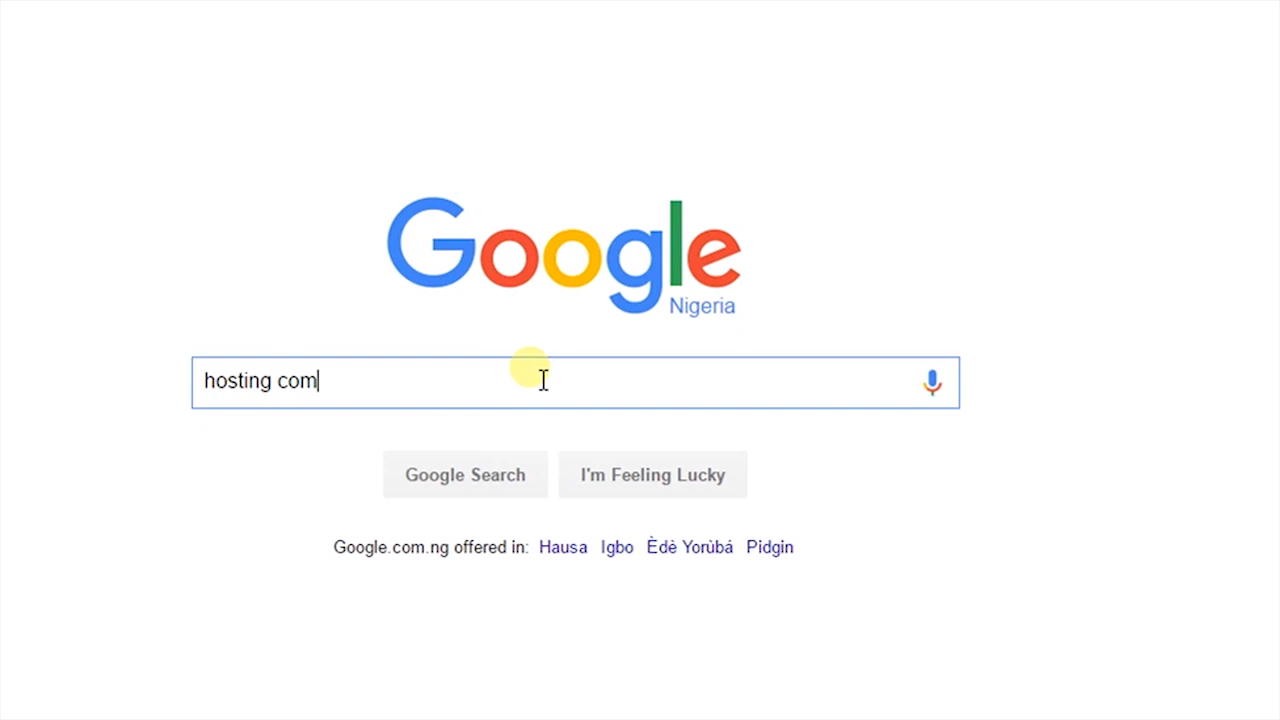 Google
Nigeria
hosting com
Google Search I'm Feeling Lucky
Google.com.ng offered in: Hausa Igbo Èdè Yorùbá Pidgin